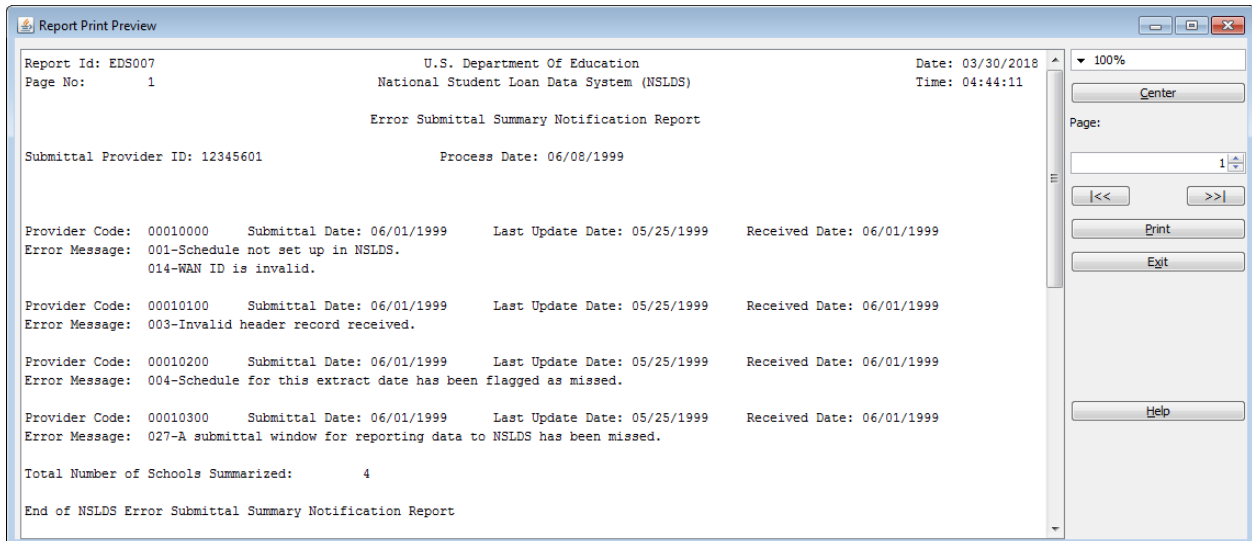 Report Print Preview
Report Id: EDS007 U.S. Department Of Education Date: 03/30/2018
Page No: 1 National Student Loan Data System (NSLDS) Time: 04:44:11
Error Submittal Summary Notification Report
Submittal Provider ID: 12345601 Process Date: 06/08/1999
Provider Code: 00010000 Submittal Date: 06/01/1999 Last Update Date: 05/25/1999 Received Date: 06/01/1999
Error Message: 001-Schedule not set up in NSLDS.
014-WAN ID is invalid.
Provider Code: 00010100 Submittal Date: 06/01/1999 Last Update Date: 05/25/1999 Received Date: 06/01/1999
Error Message: 003-Invalid header record received.
Provider Code: 00010200 Submittal Date: 06/01/1999 Last Update Date: 05/25/1999 Received Date: 06/01/1999
Error Message: 004-Schedule for this extract date has been flagged as missed.
Provider Code: 00010300 Submittal Date: 06/01/1999 Last Update Date: 05/25/1999 Received Date: 06/01/1999
Error Message: 027-A submittal window for reporting data to NSLDS has been missed.
Total Number of Schools Summarized: 4
End of NSLDS Error Submittal Summary Notification Report
100%
Center
Page:
1
|<< >>|
Print
Exit
Help